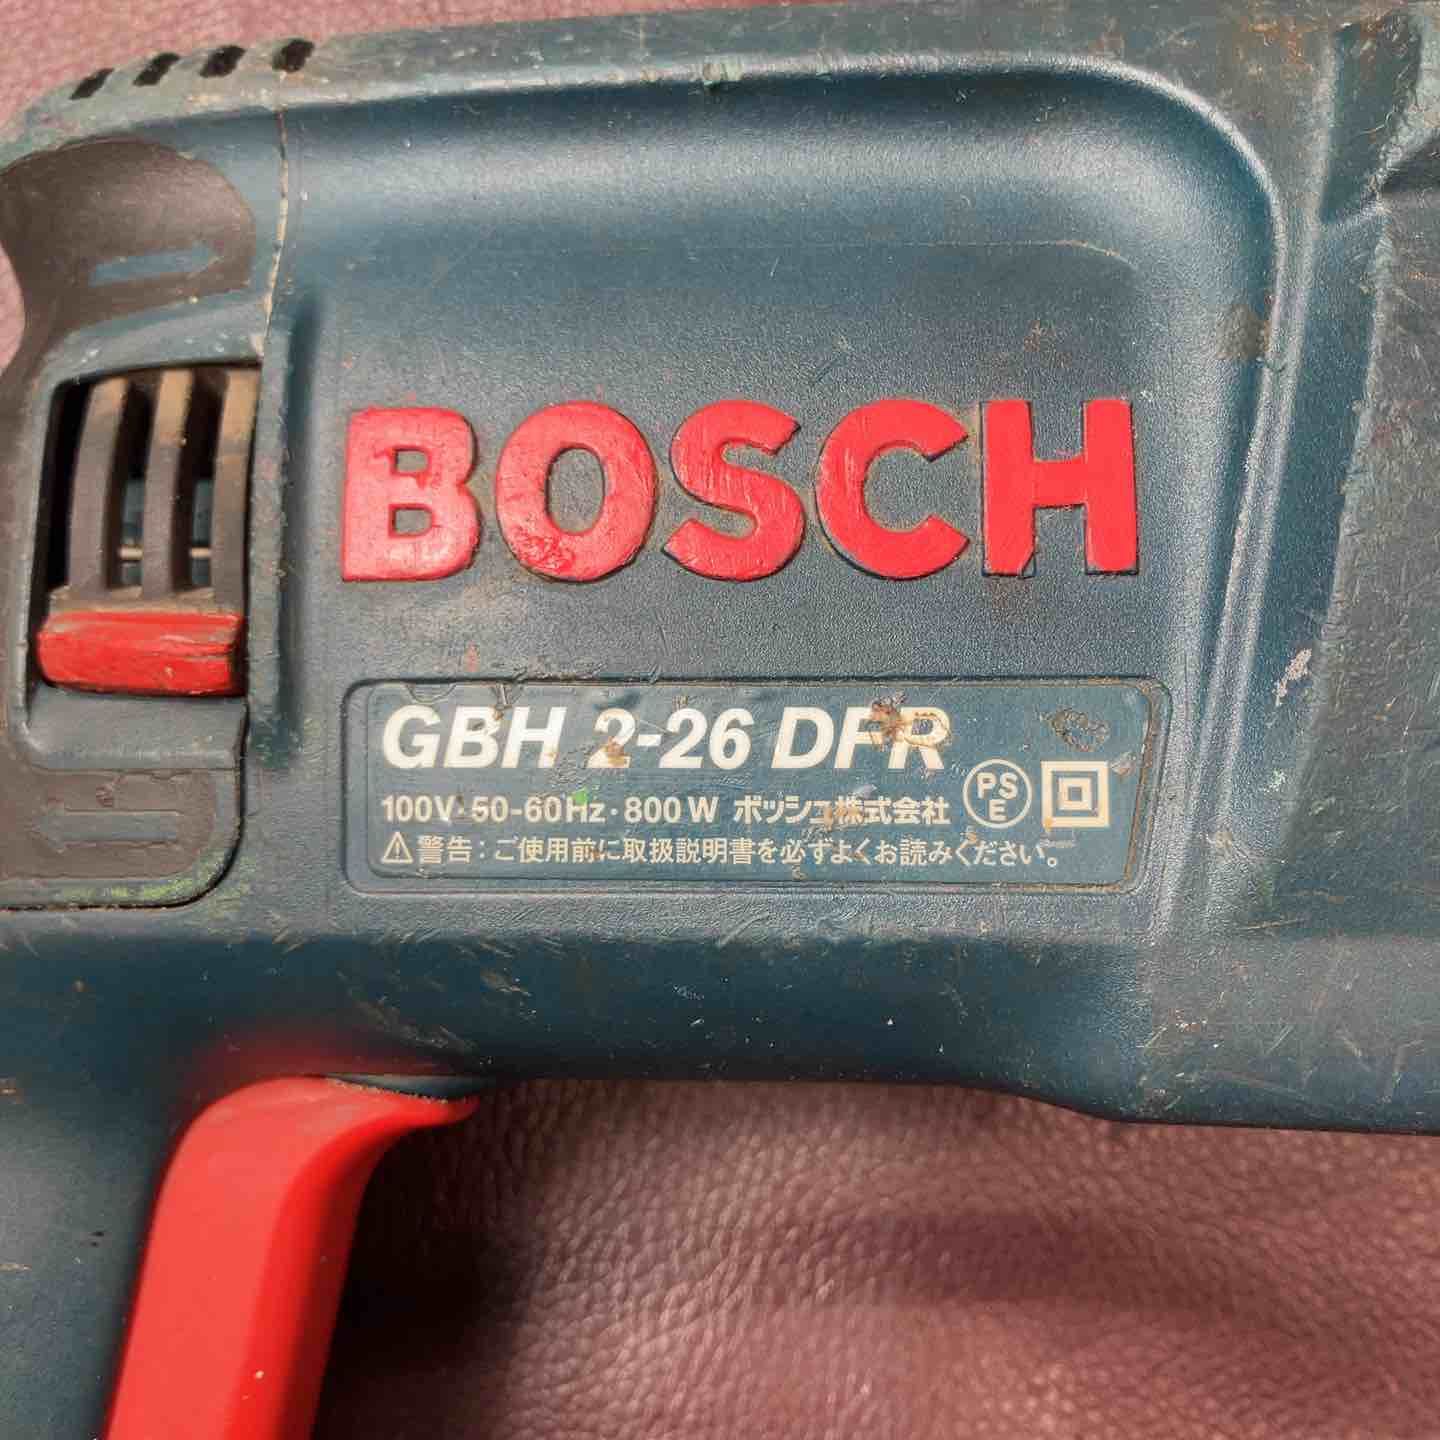 BOSCH
GBH 2-26 DFR
100V・50-60Hz・800W ボッシュ株式会社 PSE
⚠警告：ご使用前に取扱説明書を必ずよくお読みください。